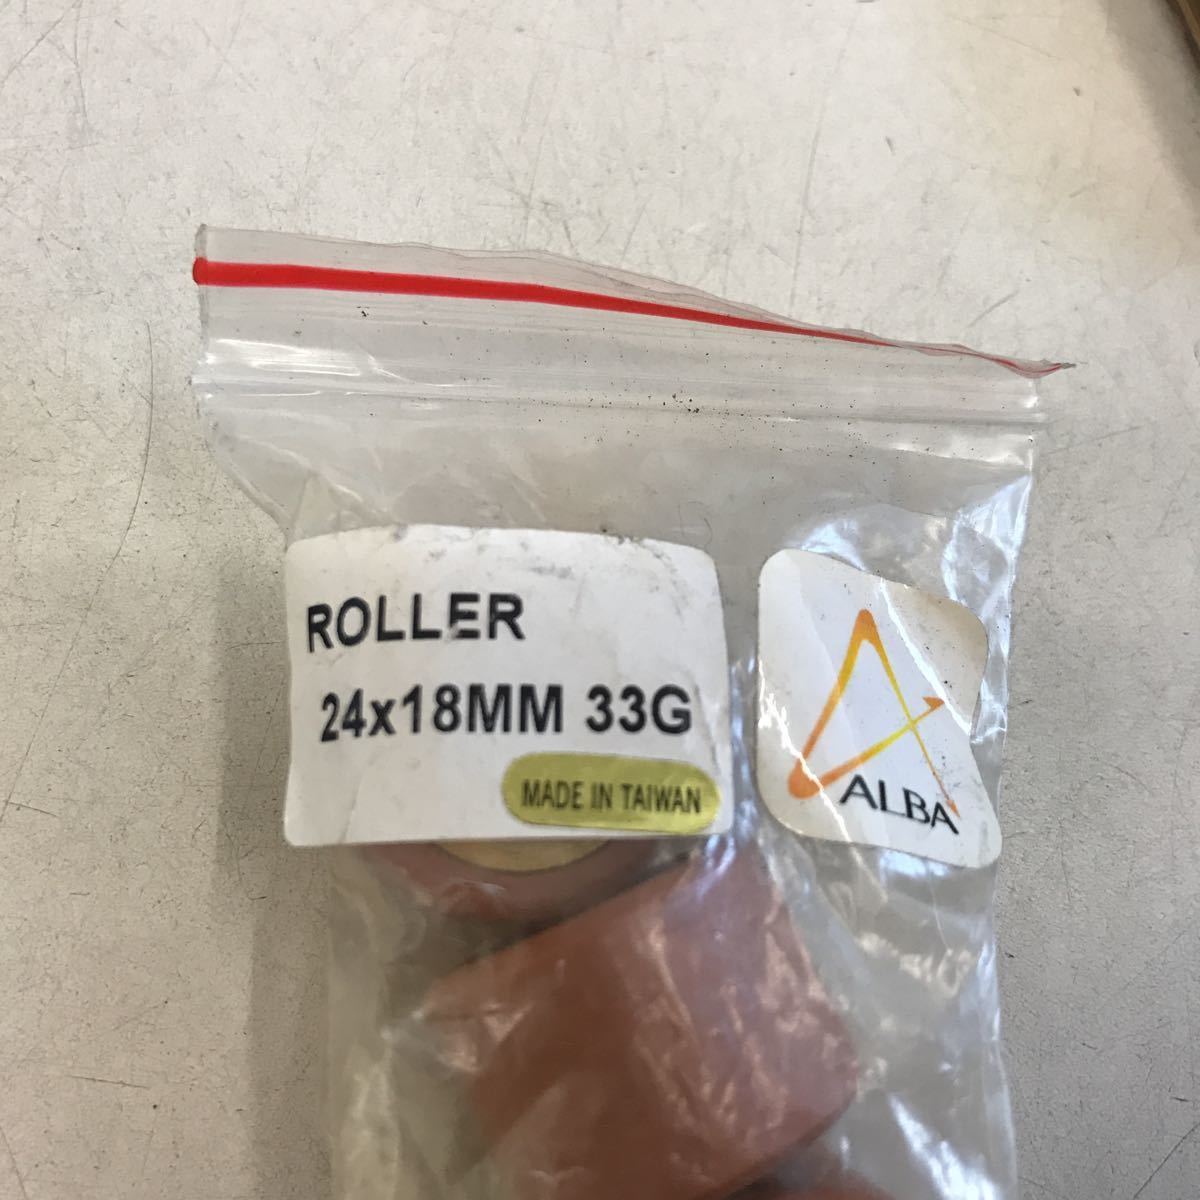 ROLLER
24x18MM 33G
MADE IN TAIWAN
ALBA